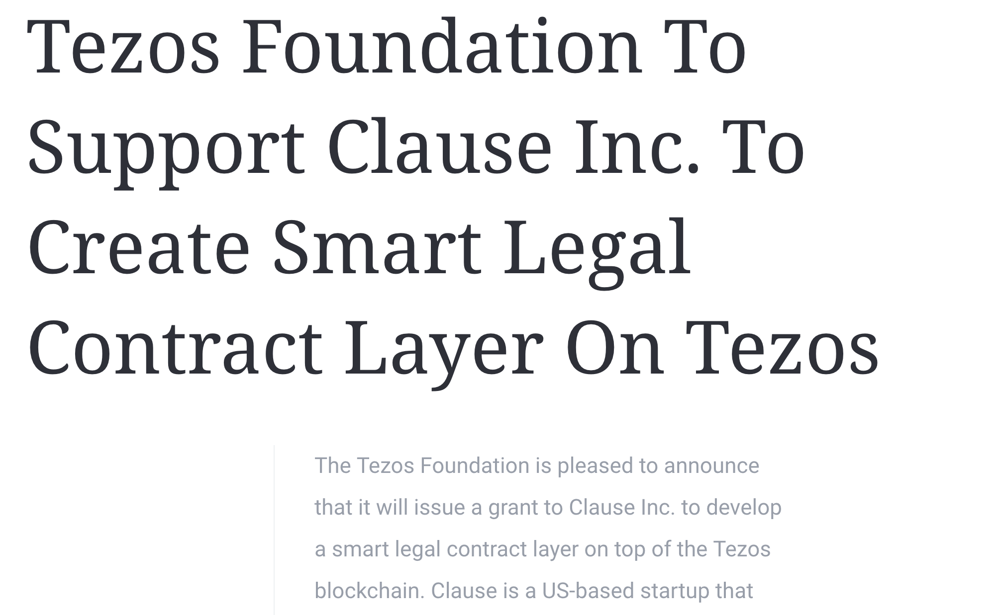 Tezos Foundation To
Support Clause Inc. To
Create Smart Legal
Contract Layer On Tezos
The Tezos Foundation is pleased to announce
that it will issue a grant to Clause Inc. to develop
a smart legal contract layer on top of the Tezos
blockchain. Clause is a US-based startup that